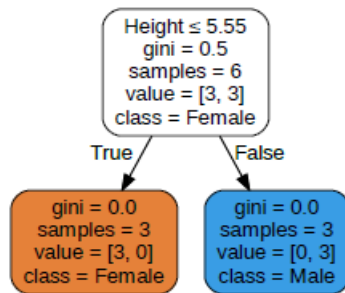 Height ≤ 5.55
gini = 0.5
samples = 6
value = [3, 3]
class = Female
True
False
gini = 0.0
samples = 3
value = [3, 0]
class = Female
gini = 0.0
samples = 3
value = [0, 3]
class = Male